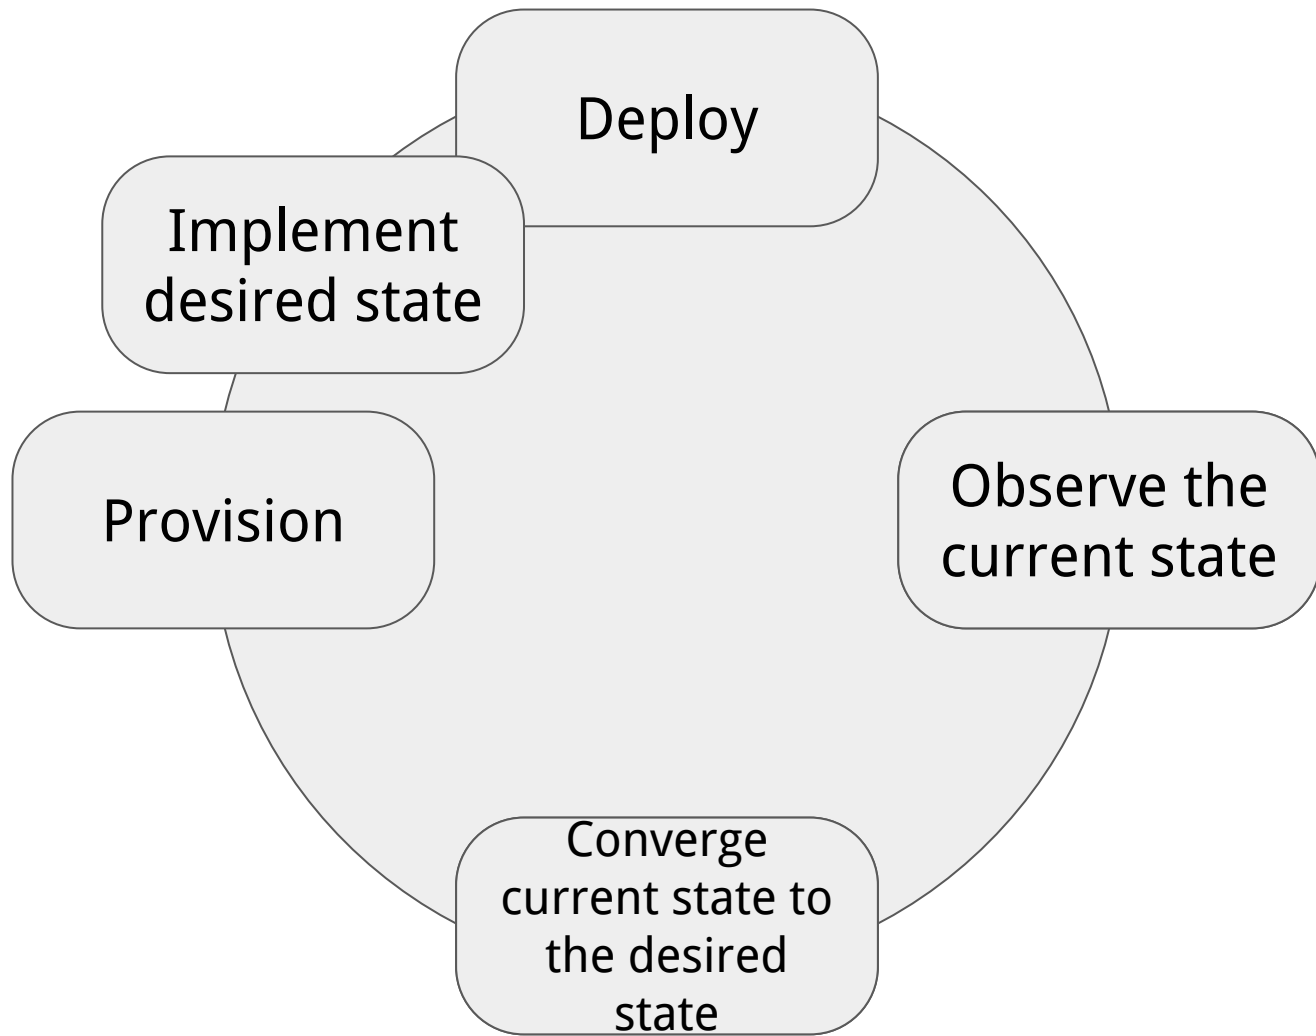 Deploy
Implement
desired state
Provision
Observe the
current state
Converge
current state to
the desired
state